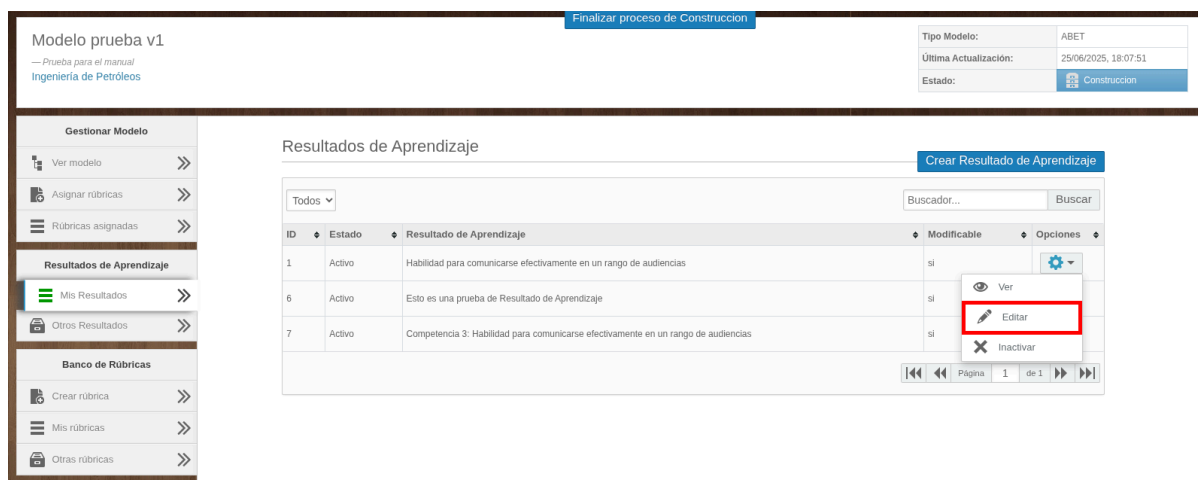 Finalizar proceso de Construccion
Modelo prueba v1
— Prueba para el manual
Ingeniería de Petróleos
Tipo Modelo: ABET
Última Actualización: 25/06/2025, 18:07:51
Estado: Construccion
Gestionar Modelo
Ver modelo
Asignar rúbricas
Rúbricas asignadas
Resultados de Aprendizaje
Mis Resultados
Otros Resultados
Banco de Rúbricas
Crear rúbrica
Mis rúbricas
Otras rúbricas
Resultados de Aprendizaje
Crear Resultado de Aprendizaje
Todos
Buscador... Buscar
ID Estado Resultado de Aprendizaje Modificable Opciones
1 Activo Habilidad para comunicarse efectivamente en un rango de audiencias si
6 Activo Esto es una prueba de Resultado de Aprendizaje si
7 Activo Competencia 3: Habilidad para comunicarse efectivamente en un rango de audiencias si
Ver
Editar
Inactivar
Página 1 de 1